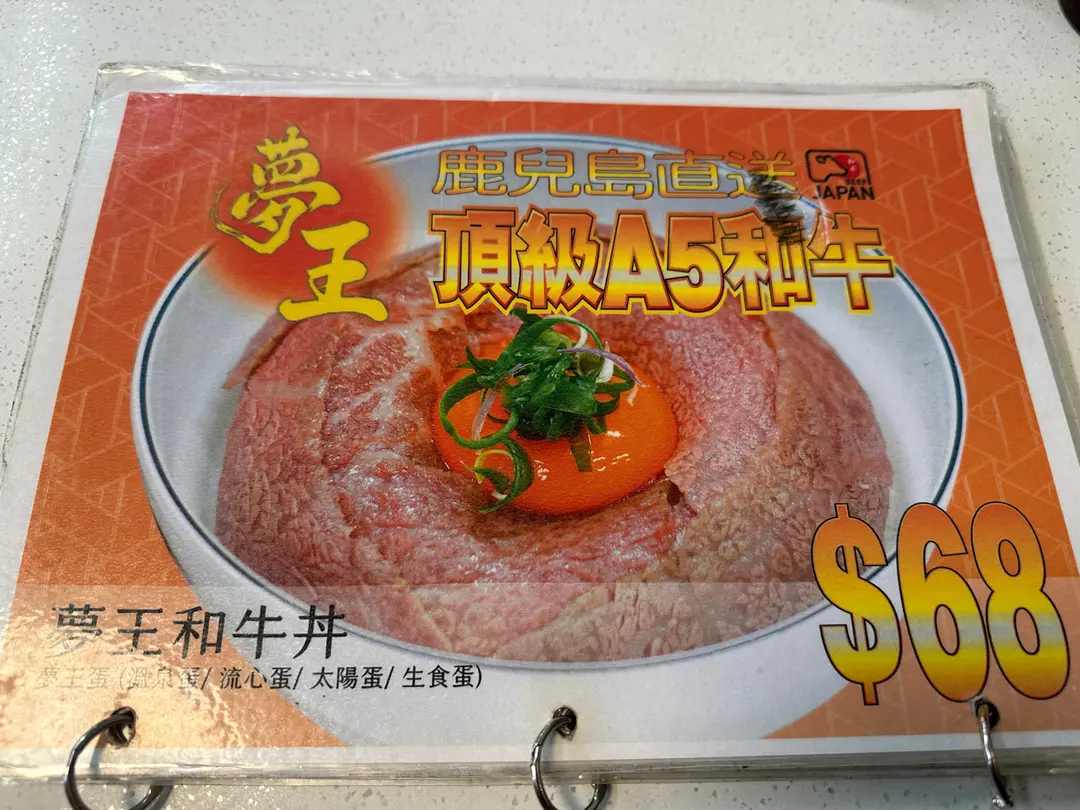 夢王
鹿兒島直送
BEEF
JAPAN
頂級A5和牛
夢王和牛丼
夢王蛋 (溫泉蛋/ 流心蛋/ 太陽蛋/ 生食蛋)
$68